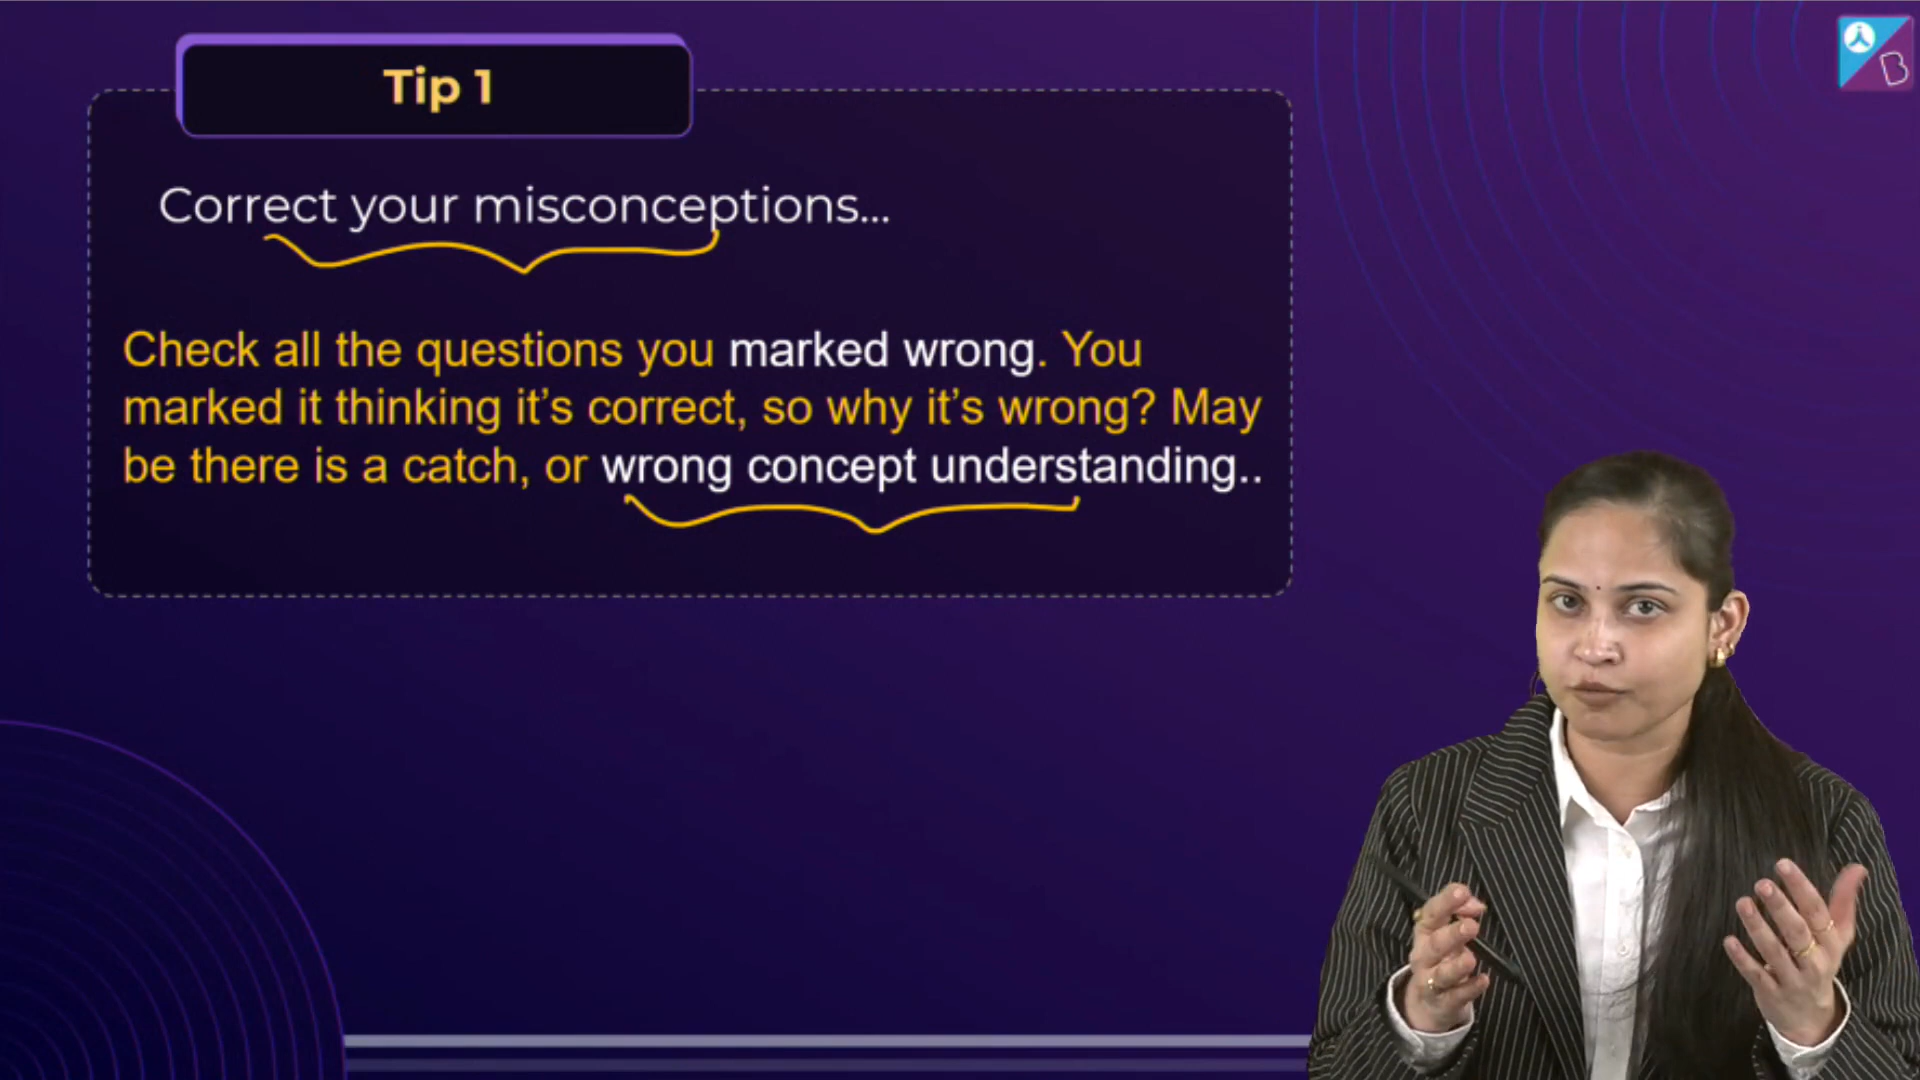 Tip 1
Correct your misconceptions...
Check all the questions you marked wrong. You
marked it thinking it’s correct, so why it’s wrong? May
be there is a catch, or wrong concept understanding..
B